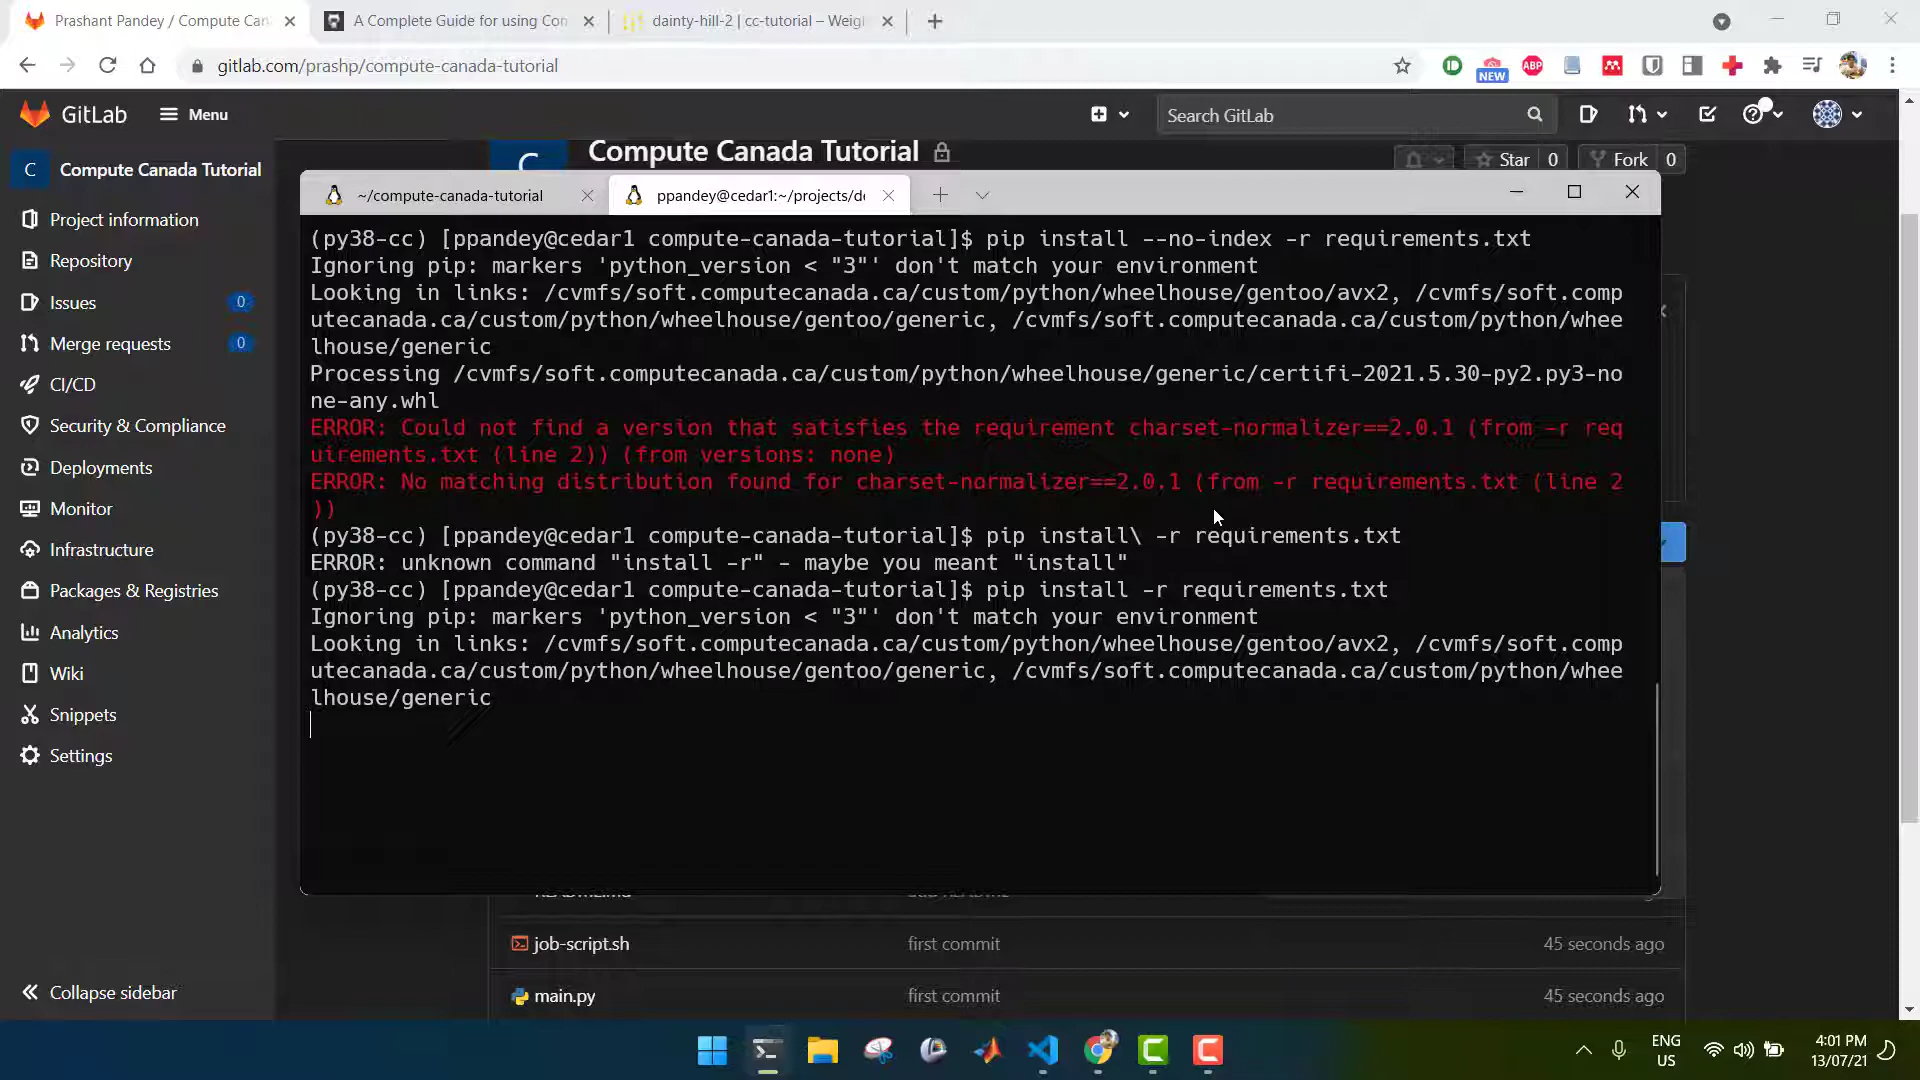 Prashant Pandey / Compute Can
A Complete Guide for using Com
dainty-hill-2 | cc-tutorial – Weig
gitlab.com/prashp/compute-canada-tutorial
ABP
NEW
GitLab
Menu
Search GitLab
C
Compute Canada Tutorial
Compute Canada Tutorial
Star 0
Fork 0
Project information
Repository
Issues 0
Merge requests 0
CI/CD
Security & Compliance
Deployments
Monitor
Infrastructure
Packages & Registries
Analytics
Wiki
Snippets
Settings
Collapse sidebar
~/compute-canada-tutorial
ppandey@cedar1:~/projects/de
(py38-cc) [ppandey@cedar1 compute-canada-tutorial]$ pip install --no-index -r requirements.txt
Ignoring pip: markers 'python_version < "3"' don't match your environment
Looking in links: /cvmfs/soft.computecanada.ca/custom/python/wheelhouse/gentoo/avx2, /cvmfs/soft.comp
utecanada.ca/custom/python/wheelhouse/gentoo/generic, /cvmfs/soft.computecanada.ca/custom/python/whee
lhouse/generic
Processing /cvmfs/soft.computecanada.ca/custom/python/wheelhouse/generic/certifi-2021.5.30-py2.py3-no
ne-any.whl
ERROR: Could not find a version that satisfies the requirement charset-normalizer==2.0.1 (from -r req
uirements.txt (line 2)) (from versions: none)
ERROR: No matching distribution found for charset-normalizer==2.0.1 (from -r requirements.txt (line 2
))
(py38-cc) [ppandey@cedar1 compute-canada-tutorial]$ pip install\ -r requirements.txt
ERROR: unknown command "install -r" - maybe you meant "install"
(py38-cc) [ppandey@cedar1 compute-canada-tutorial]$ pip install -r requirements.txt
Ignoring pip: markers 'python_version < "3"' don't match your environment
Looking in links: /cvmfs/soft.computecanada.ca/custom/python/wheelhouse/gentoo/avx2, /cvmfs/soft.comp
utecanada.ca/custom/python/wheelhouse/gentoo/generic, /cvmfs/soft.computecanada.ca/custom/python/whee
lhouse/generic
job-script.sh first commit 45 seconds ago
main.py first commit 45 seconds ago
ENG
US
4:01 PM
13/07/21